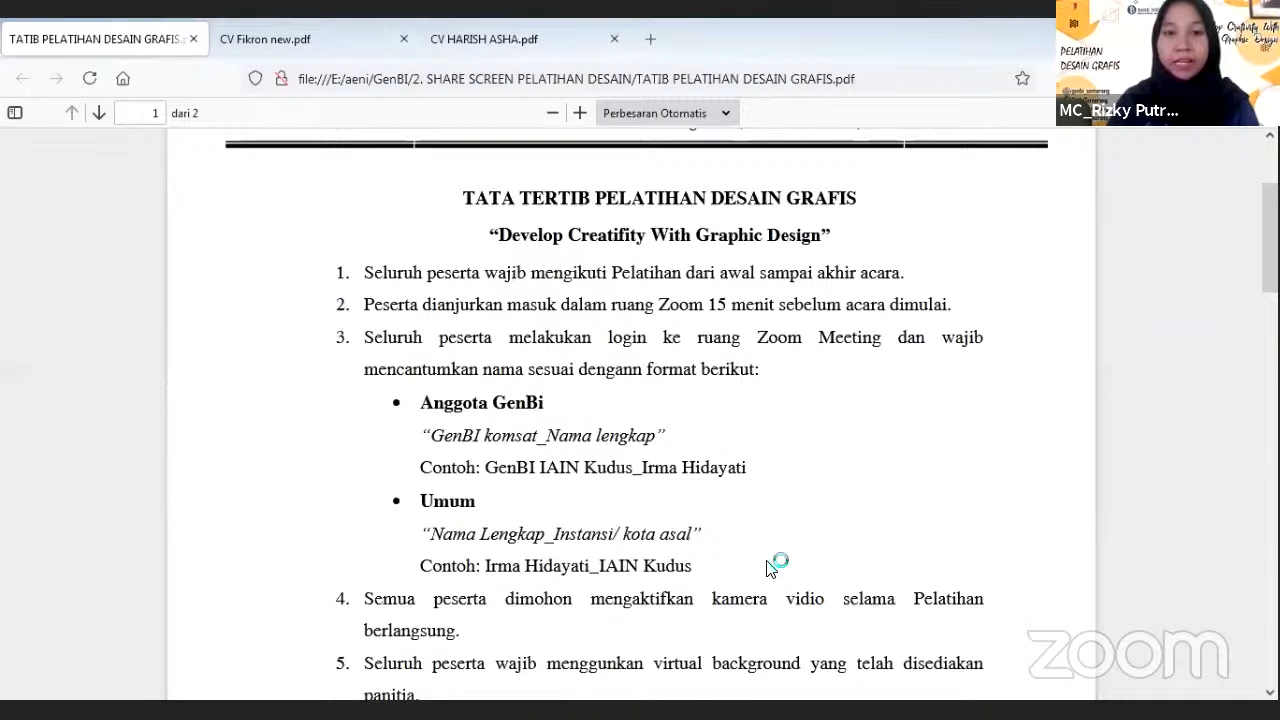 TATIB PELATIHAN DESAIN GRAFIS.p
CV Fikron new.pdf
CV HARISH ASHA.pdf
file:///E:/aeni/GenBI/2. SHARE SCREEN PELATIHAN DESAIN/TATIB PELATIHAN DESAIN GRAFIS.pdf
1 dari 2
Perbesaran Otomatis
PELATIHAN
DESAIN GRAFIS
Creativity With
Graphic Design
MC_Rizky Putr...
TATA TERTIB PELATIHAN DESAIN GRAFIS
“Develop Creatifity With Graphic Design”
1. Seluruh peserta wajib mengikuti Pelatihan dari awal sampai akhir acara.
2. Peserta dianjurkan masuk dalam ruang Zoom 15 menit sebelum acara dimulai.
3. Seluruh peserta melakukan login ke ruang Zoom Meeting dan wajib
mencantumkan nama sesuai dengann format berikut:
• Anggota GenBi
“GenBI komsat_Nama lengkap”
Contoh: GenBI IAIN Kudus_Irma Hidayati
• Umum
“Nama Lengkap_Instansi/ kota asal”
Contoh: Irma Hidayati_IAIN Kudus
4. Semua peserta dimohon mengaktifkan kamera vidio selama Pelatihan
berlangsung.
5. Seluruh peserta wajib menggunkan virtual background yang telah disediakan
panitia.
zoom